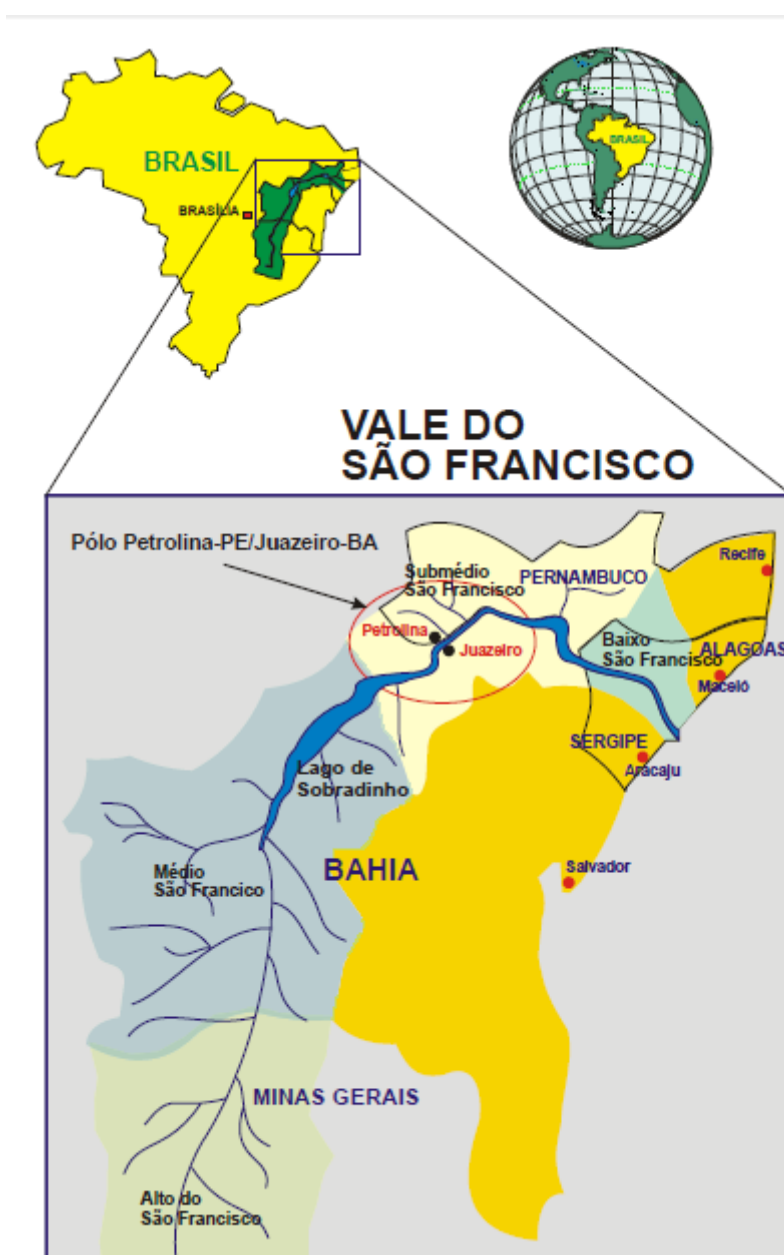 BRASIL
BRASÍLIA
BRASIL
VALE DO
SÃO FRANCISCO
Pólo Petrolina-PE/Juazeiro-BA
Submédio
São Francisco
PERNAMBUCO
Recife
Petrolina
Juazeiro
Baixo
São Francisco
ALAGOAS
Maceió
SERGIPE
Aracaju
Lago de
Sobradinho
Médio
São Francico
BAHIA
Salvador
MINAS GERAIS
Alto do
São Francisco